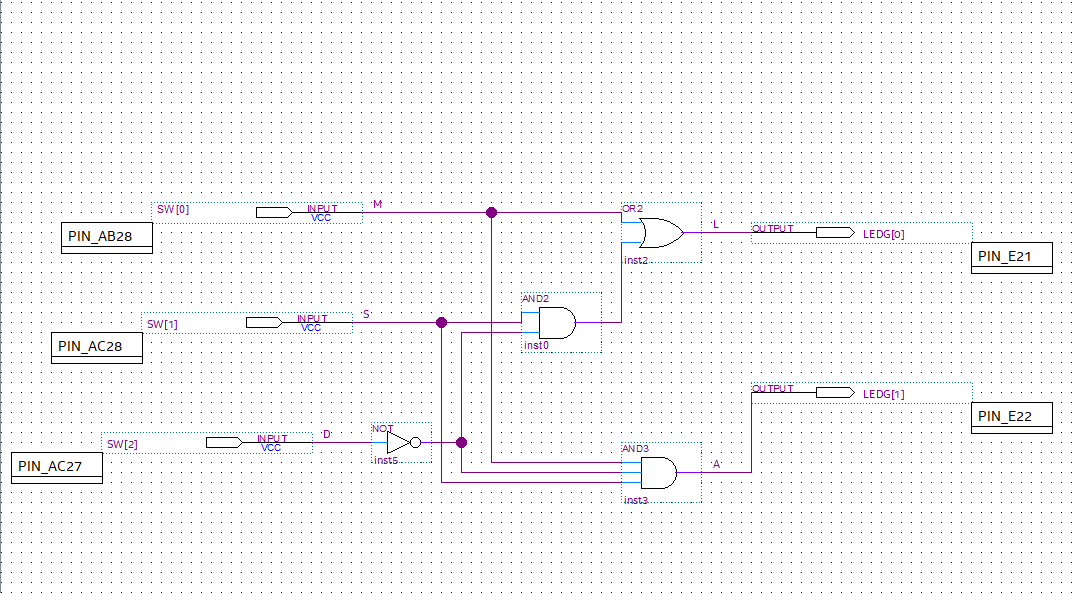 SW[0]
INPUT
VCC
M
PIN_AB28
OR2
inst2
L
OUTPUT
LEDG[0]
PIN_E21
SW[1]
INPUT
VCC
S
PIN_AC28
AND2
inst0
OUTPUT
LEDG[1]
PIN_E22
SW[2]
INPUT
VCC
D
PIN_AC27
NOT
inst5
AND3
inst3
A